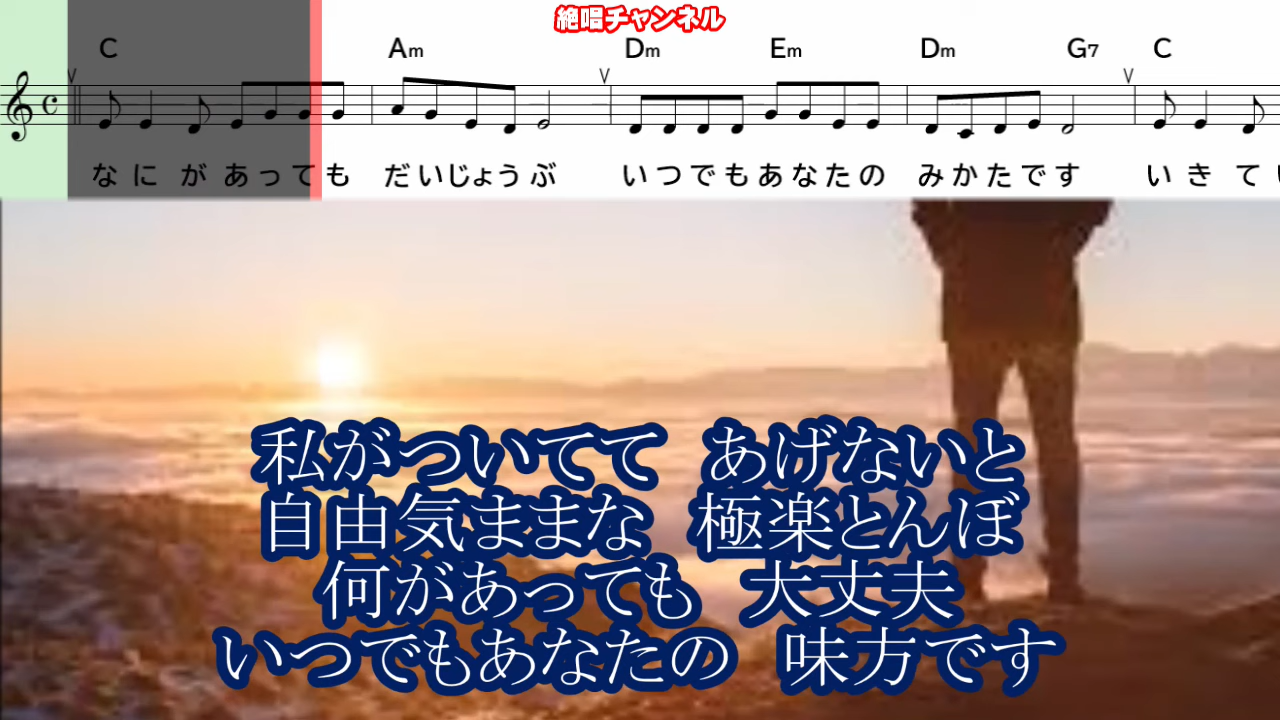 絶唱チャンネル
C Am Dm Em Dm G7 C
なにがあっても だいじょうぶ いつでもあなたの みかたです いきて
私がついてて あげないと
自由気ままな 極楽とんぼ
何があっても 大丈夫
いつでもあなたの 味方です